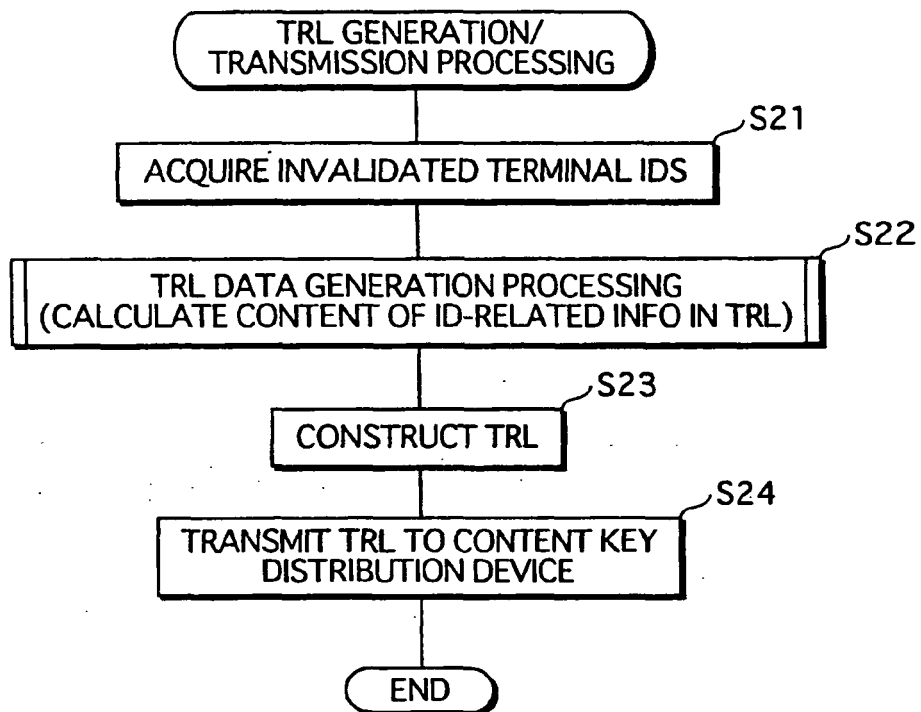 TRL GENERATION/
TRANSMISSION PROCESSING
S21
ACQUIRE INVALIDATED TERMINAL IDS
S22
TRL DATA GENERATION PROCESSING
(CALCULATE CONTENT OF ID-RELATED INFO IN TRL)
S23
CONSTRUCT TRL
S24
TRANSMIT TRL TO CONTENT KEY
DISTRIBUTION DEVICE
END